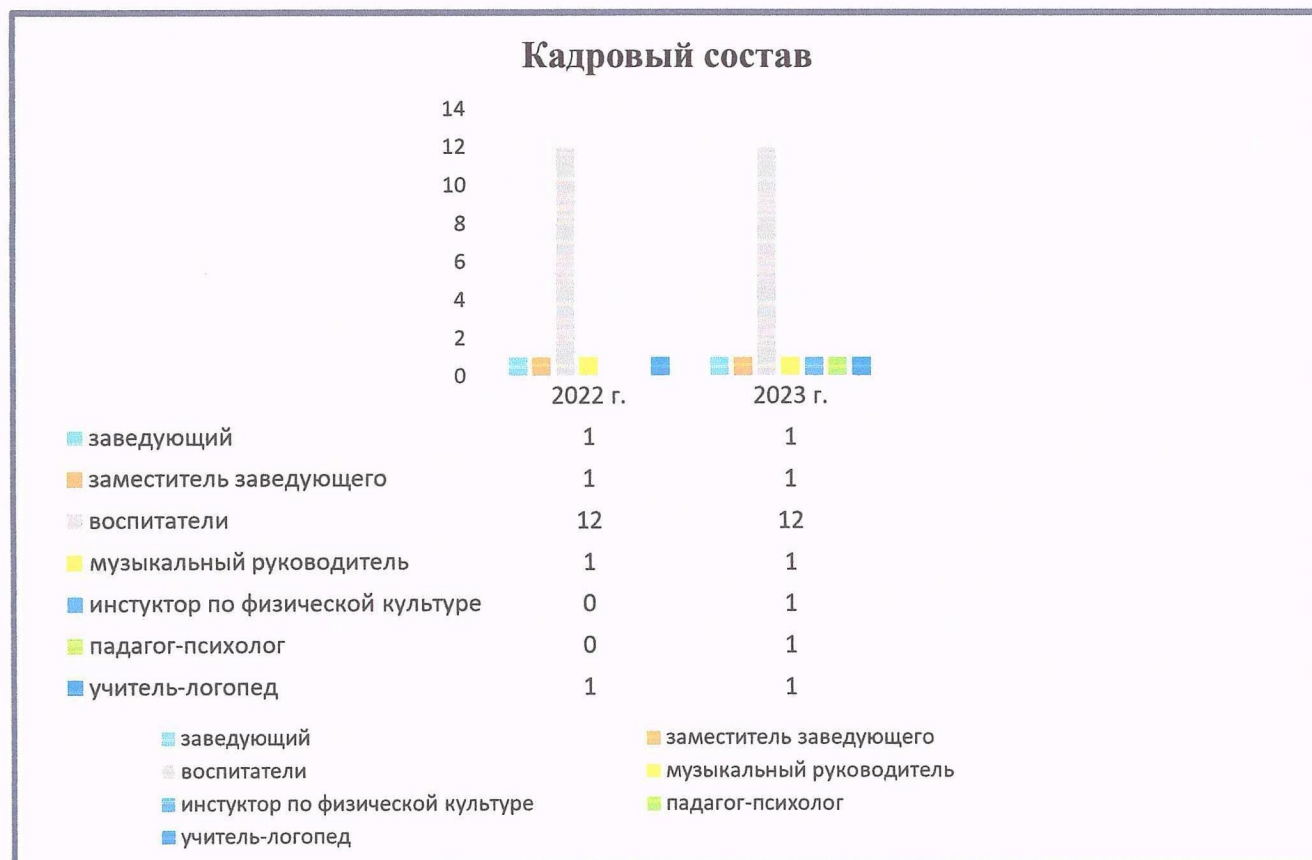 Кадровый состав
14
12
10
8
6
4
2
0
2022 г. 2023 г.
заведующий 1 1
заместитель заведующего 1 1
воспитатели 12 12
музыкальный руководитель 1 1
инстуктор по физической культуре 0 1
падагог-психолог 0 1
учитель-логопед 1 1
заведующий заместитель заведующего
воспитатели музыкальный руководитель
инстуктор по физической культуре падагог-психолог
учитель-логопед